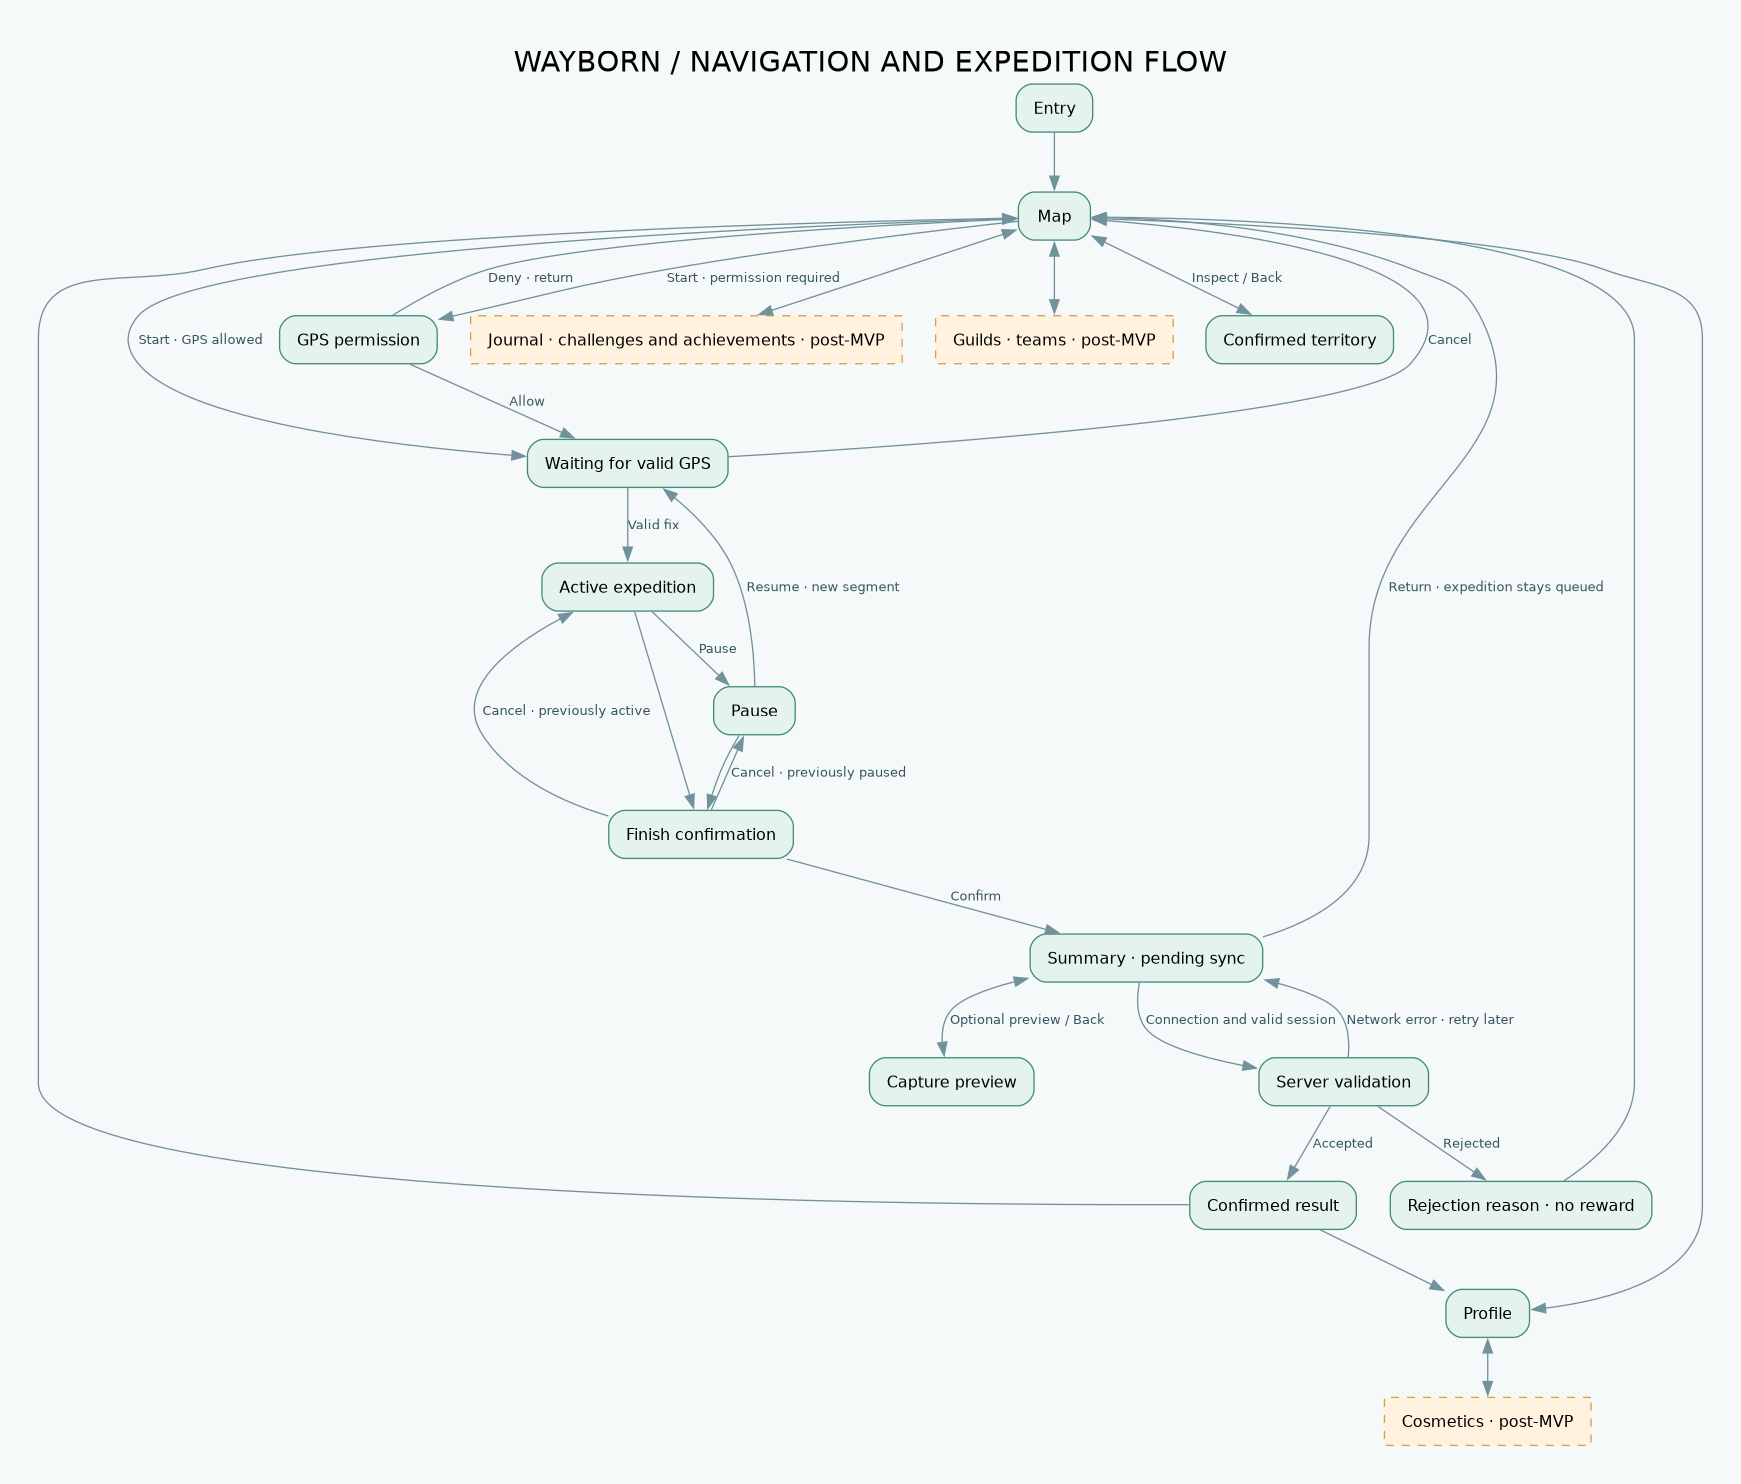 WAYBORN / NAVIGATION AND EXPEDITION FLOW
Entry
Map
Deny · return
Start · permission required
Inspect / Back
Start · GPS allowed
GPS permission
Journal · challenges and achievements · post-MVP
Guilds · teams · post-MVP
Confirmed territory
Cancel
Allow
Waiting for valid GPS
Valid fix
Active expedition
Resume · new segment
Return · expedition stays queued
Pause
Cancel · previously active
Pause
Cancel · previously paused
Finish confirmation
Confirm
Summary · pending sync
Optional preview / Back
Connection and valid session
Network error · retry later
Capture preview
Server validation
Accepted
Rejected
Confirmed result
Rejection reason · no reward
Profile
Cosmetics · post-MVP